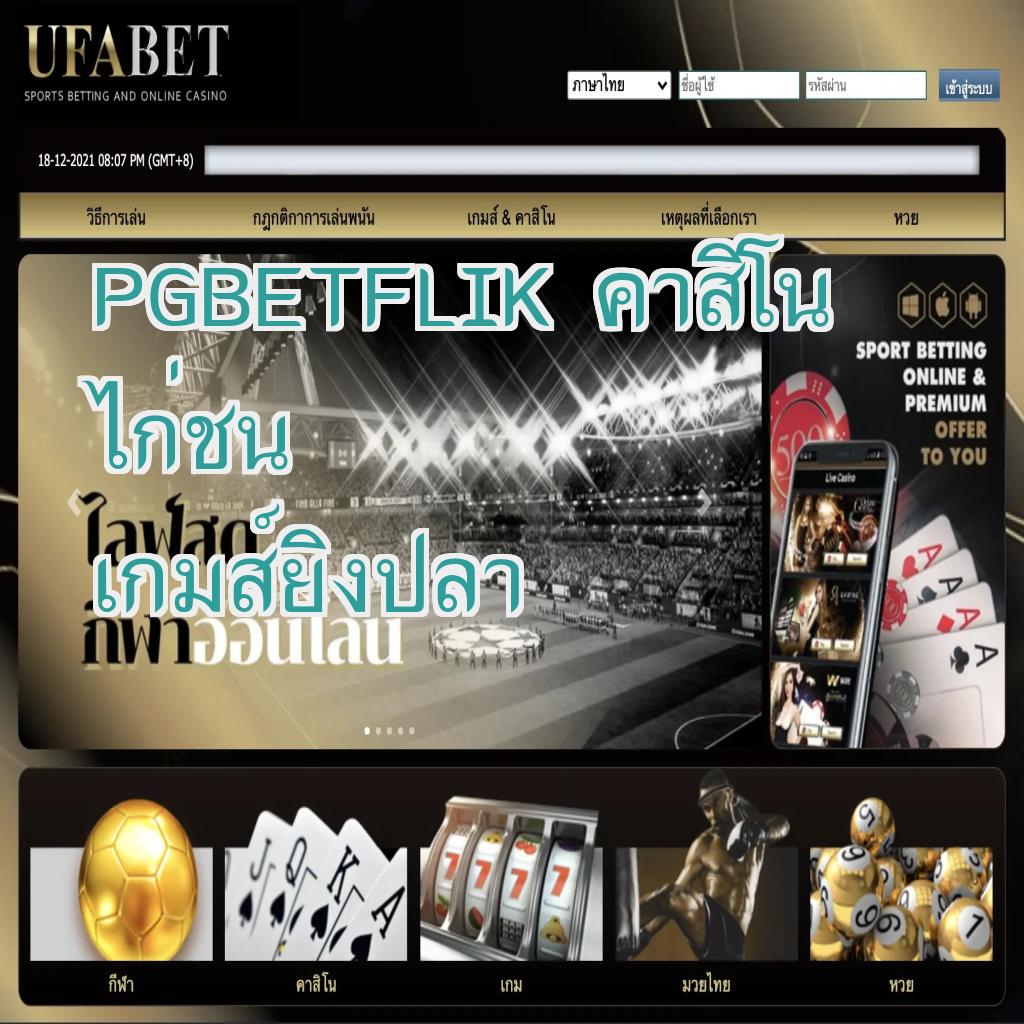 UFABET
SPORTS BETTING AND ONLINE CASINO
ภาษาไทย ชื่อผู้ใช้ รหัสผ่าน เข้าสู่ระบบ
18-12-2021 08:07 PM (GMT+8)
วิธีการเล่น กฎกติกาการเล่นพนัน เกมส์ & คาสิโน เหตุผลที่เลือกเรา หวย
PGBETFLIK คาสิโน
ไก่ชน
เกมส์ยิงปลา
ไลฟ์สด
กีฬาออนไลน์
SPORT BETTING
ONLINE &
PREMIUM
OFFER
TO YOU
500
Live Casino
A
A
A
A
J Q K A
7 7 7 7
กีฬา คาสิโน เกม มวยไทย หวย